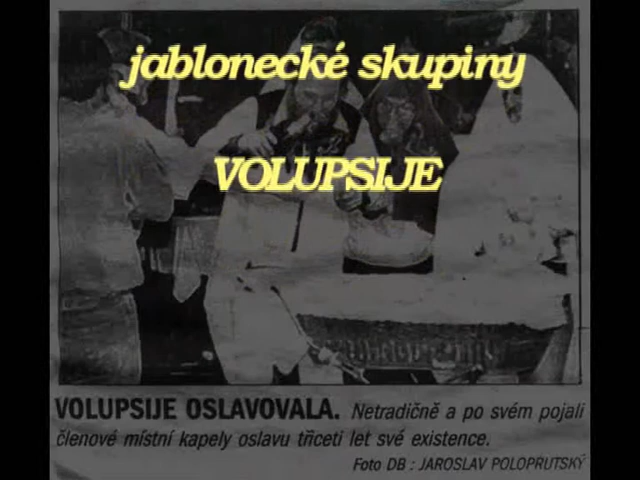 jablonecké skupiny
VOLUPSIJE
VOLUPSIJE OSLAVOVALA. Netradičně a po svém pojali
členové místní kapely oslavu třiceti let své existence.
Foto DB : JAROSLAV POLOPRUTSKÝ